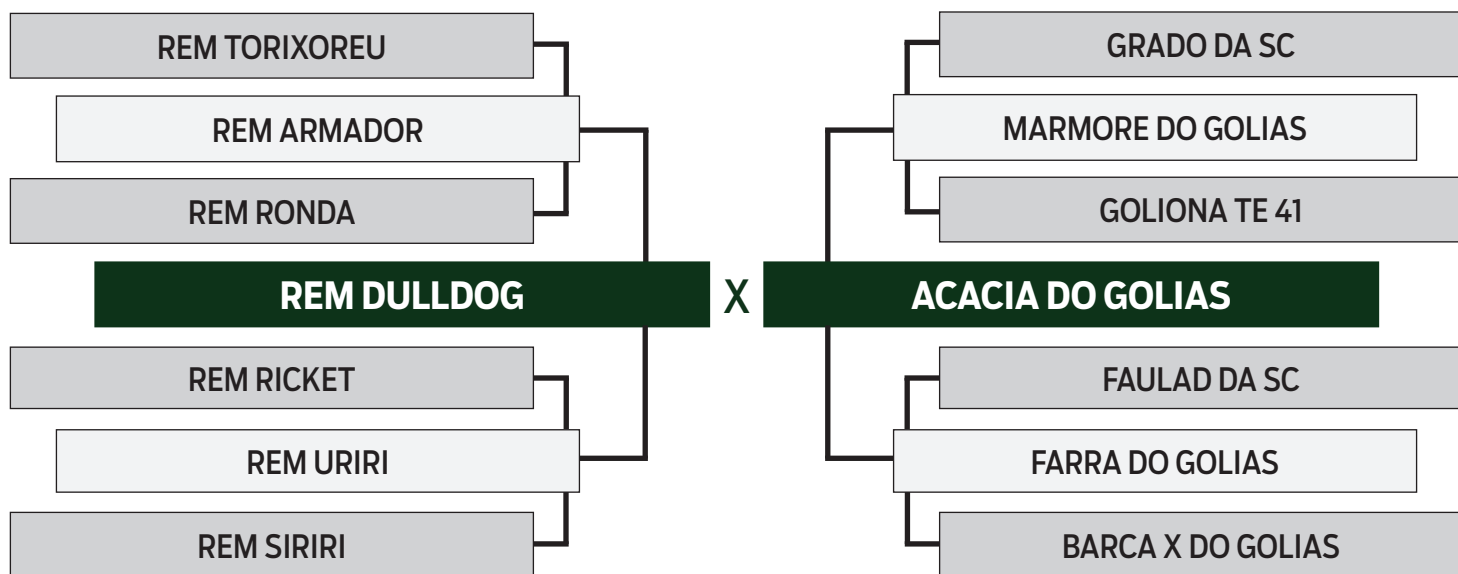 REM TORIXOREU
GRADO DA SC
REM ARMADOR
MARMORE DO GOLIAS
REM RONDA
GOLIONA TE 41
REM DULLDOG X ACACIA DO GOLIAS
REM RICKET
FAULAD DA SC
REM URIRI
FARRA DO GOLIAS
REM SIRIRI
BARCA X DO GOLIAS